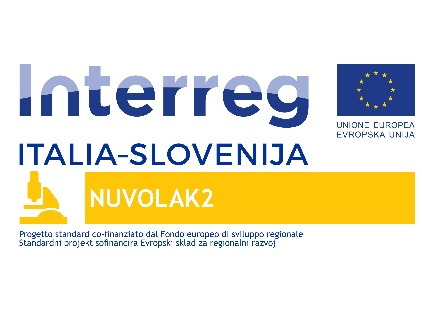 Interreg
UNIONE EUROPEA
EVROPSKA UNIJA
ITALIA-SLOVENIJA
NUVOLAK2
Progetto standard co-finanziato dal Fondo europeo di sviluppo regionale
Standardni projekt sofinancira Evropski sklad za regionalni razvoj